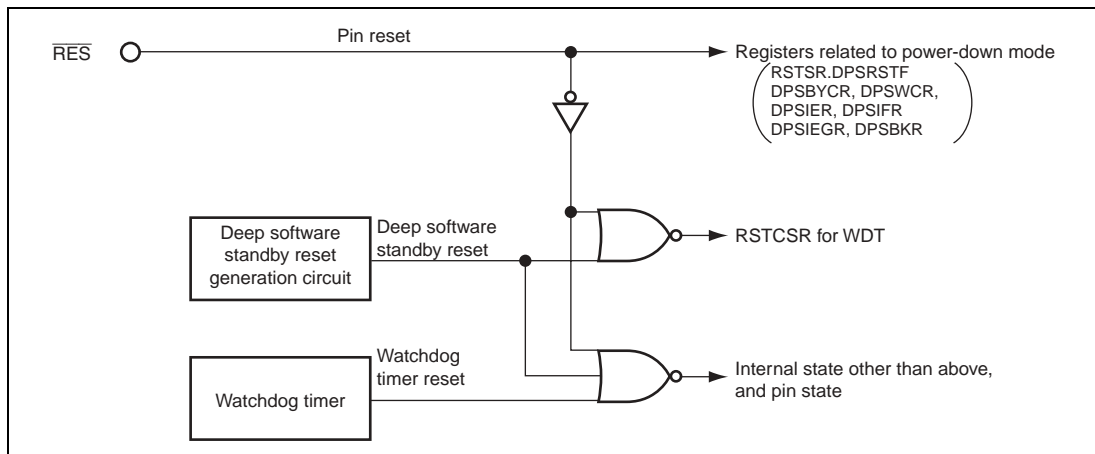 RES
Pin reset
Registers related to power-down mode
RSTSR.DPSRSTF
DPSBYCR, DPSWCR,
DPSIER, DPSIFR
DPSIEGR, DPSBKR
Deep software
standby reset
generation circuit
Deep software
standby reset
RSTCSR for WDT
Watchdog timer
Watchdog
timer reset
Internal state other than above,
and pin state